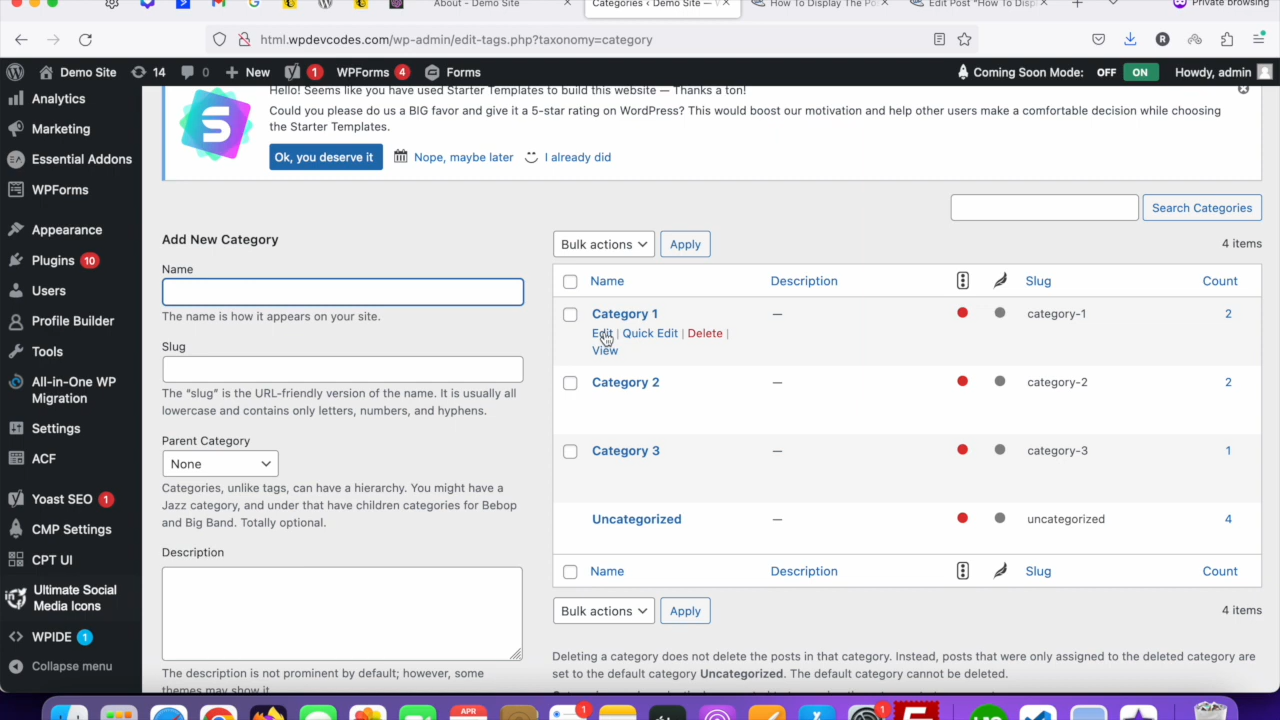 About - Demo Site
Categories ‹ Demo Site — W
How To Display The Po
Edit Post "How To Displ
Private browsing
html.wpdevcodes.com/wp-admin/edit-tags.php?taxonomy=category
Demo Site
14
0
New
1
WPForms 4
Forms
Coming Soon Mode: OFF ON
Howdy, admin
Analytics
Marketing
Essential Addons
WPForms
Appearance
Plugins 10
Users
Profile Builder
Tools
All-in-One WP
Migration
Settings
ACF
Yoast SEO 1
CMP Settings
CPT UI
Ultimate Social
Media Icons
WPIDE 1
Collapse menu
Hello! Seems like you have used Starter Templates to build this website — Thanks a ton!
Could you please do us a BIG favor and give it a 5-star rating on WordPress? This would boost our motivation and help other users make a comfortable decision while choosing
the Starter Templates.
Ok, you deserve it
Nope, maybe later
I already did
Search Categories
Add New Category
Name
The name is how it appears on your site.
Slug
The “slug” is the URL-friendly version of the name. It is usually all
lowercase and contains only letters, numbers, and hyphens.
Parent Category
None
Categories, unlike tags, can have a hierarchy. You might have a
Jazz category, and under that have children categories for Bebop
and Big Band. Totally optional.
Description
The description is not prominent by default; however, some
themes may show it.
Bulk actions
Apply
4 items
Name Description Slug Count
Category 1 — category-1 2
Edit | Quick Edit | Delete |
View
Category 2 — category-2 2
Category 3 — category-3 1
Uncategorized — uncategorized 4
Name Description Slug Count
Bulk actions
Apply
4 items
Deleting a category does not delete the posts in that category. Instead, posts that were only assigned to the deleted category are
set to the default category Uncategorized. The default category cannot be deleted.
APR
1
1